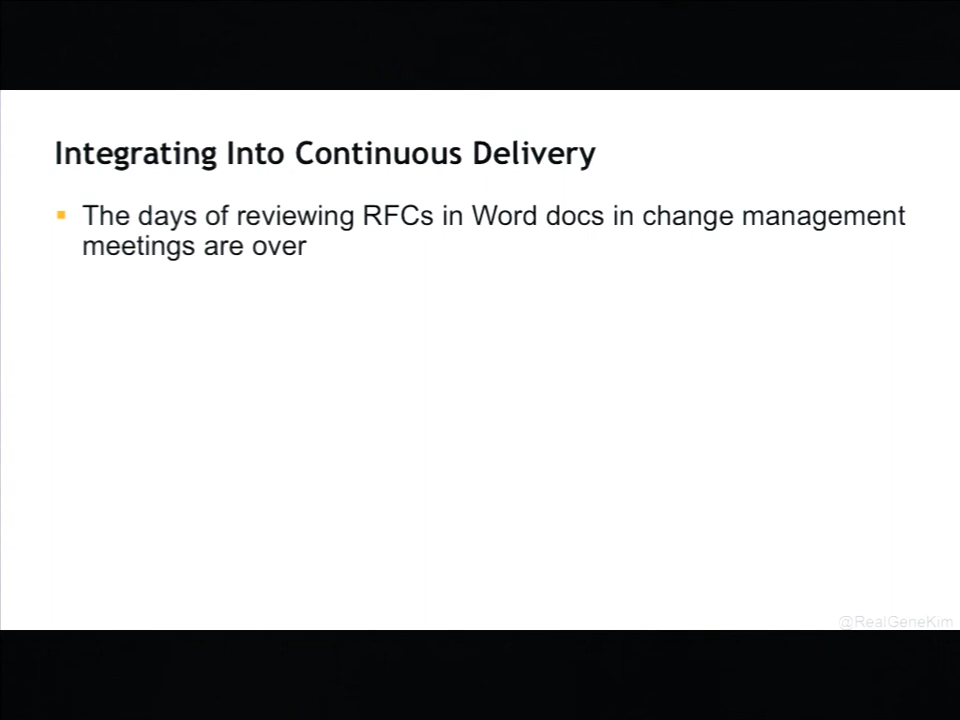 Integrating Into Continuous Delivery
▪ The days of reviewing RFCs in Word docs in change management
meetings are over
@RealGeneKim